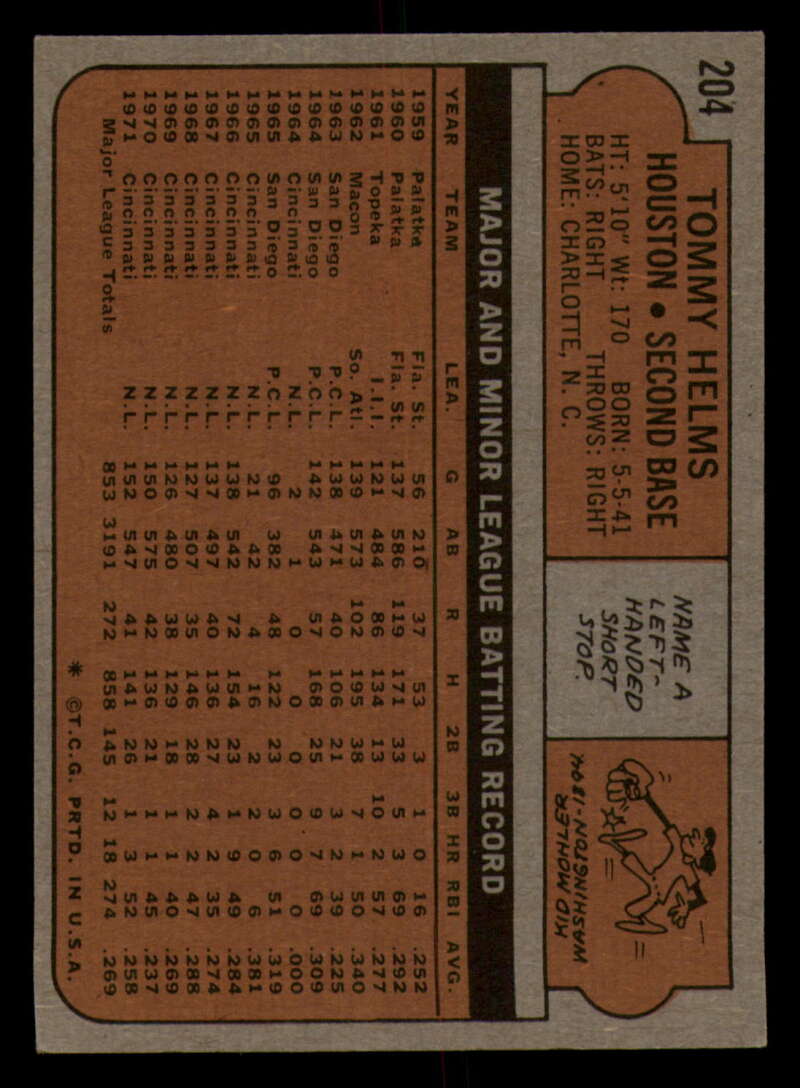 204
TOMMY HELMS
HOUSTON • SECOND BASE
HT: 5'10" Wt: 170 BORN: 5-5-41
BATS: RIGHT THROWS: RIGHT
HOME: CHARLOTTE, N. C.
NAME A
LEFT-
HANDED
SHORT
STOP.
KID MOHLER
WASHINGTON-1894
MAJOR AND MINOR LEAGUE BATTING RECORD
YEAR TEAM LEA. G AB R H 2B 3B HR RBI AVG.
1959 Palatka Fla. St. 56 210 37 53 3 1 0 16 .252
1960 Palatka Fla. St. 137 586 119 171 33 5 3 69 .292
1961 Topeka I.I.I. 121 484 86 134 13 10 2 57 .277
1962 Macon So. Atl. 139 573 102 195 38 7 1 50 .340
1963 San Diego P.C.L. 138 471 40 106 21 3 2 39 .225
1964 San Diego P.C.L. 142 543 57 168 25 9 7 69 .309
1964 Cincinnati N.L. 2 1 0 0 0 0 0 0 .000
1965 San Diego P.C.L. 96 382 48 122 23 3 6 51 .319
1965 Cincinnati N.L. 21 42 4 16 2 2 0 6 .381
1966 Cincinnati N.L. 138 542 72 154 23 1 9 49 .284
1967 Cincinnati N.L. 137 497 40 136 27 4 2 35 .274
1968 Cincinnati N.L. 127 507 35 146 28 2 2 47 .288
1969 Cincinnati N.L. 126 480 38 129 18 1 1 40 .269
1970 Cincinnati N.L. 150 575 42 136 21 1 1 45 .237
1971 Cincinnati N.L. 152 547 41 141 26 1 3 52 .258
Major League Totals 853 3191 272 858 145 12 18 274 .269
* ©T.C.G. PRTD. IN U.S.A.